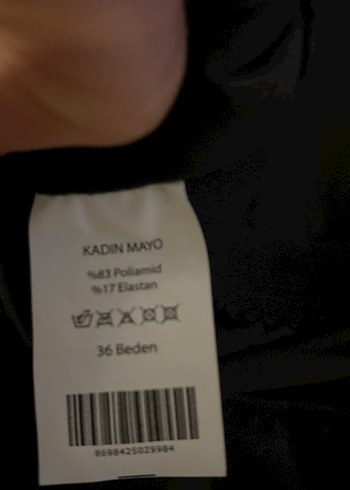 KADIN MAYO
%83 Poliamid
%17 Elastan
36 Beden
8698425029984